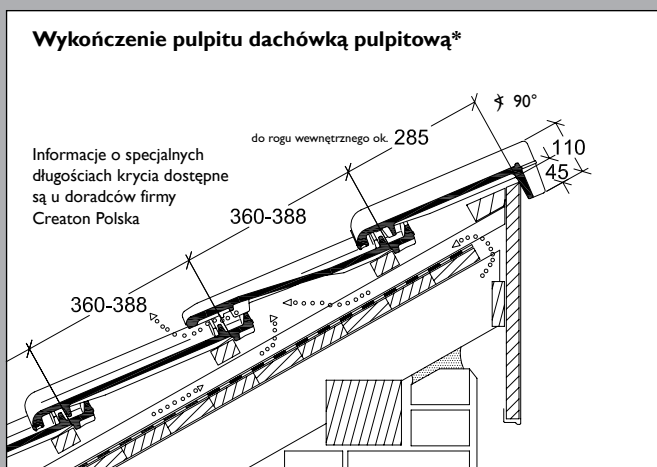 Wykończenie pulpitu dachówką pulpitową*
∢ 90°
do rogu wewnętrznego ok. 285
110
45
Informacje o specjalnych
długościach krycia dostępne
są u doradców firmy
Creaton Polska
360-388
360-388